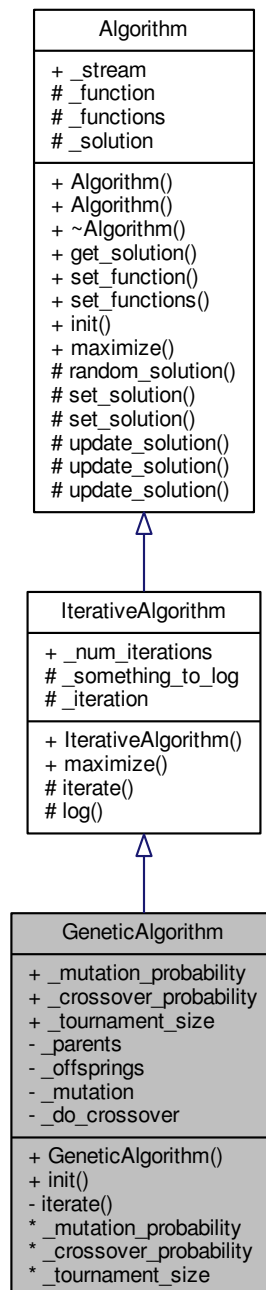 Algorithm
+ _stream
# _function
# _functions
# _solution
+ Algorithm()
+ Algorithm()
+ ~Algorithm()
+ get_solution()
+ set_function()
+ set_functions()
+ init()
+ maximize()
# random_solution()
# set_solution()
# set_solution()
# update_solution()
# update_solution()
# update_solution()
IterativeAlgorithm
+ _num_iterations
# _something_to_log
# _iteration
+ IterativeAlgorithm()
+ maximize()
# iterate()
# log()
GeneticAlgorithm
+ _mutation_probability
+ _crossover_probability
+ _tournament_size
- _parents
- _offsprings
- _mutation
- _do_crossover
+ GeneticAlgorithm()
+ init()
- iterate()
* _mutation_probability
* _crossover_probability
* _tournament_size